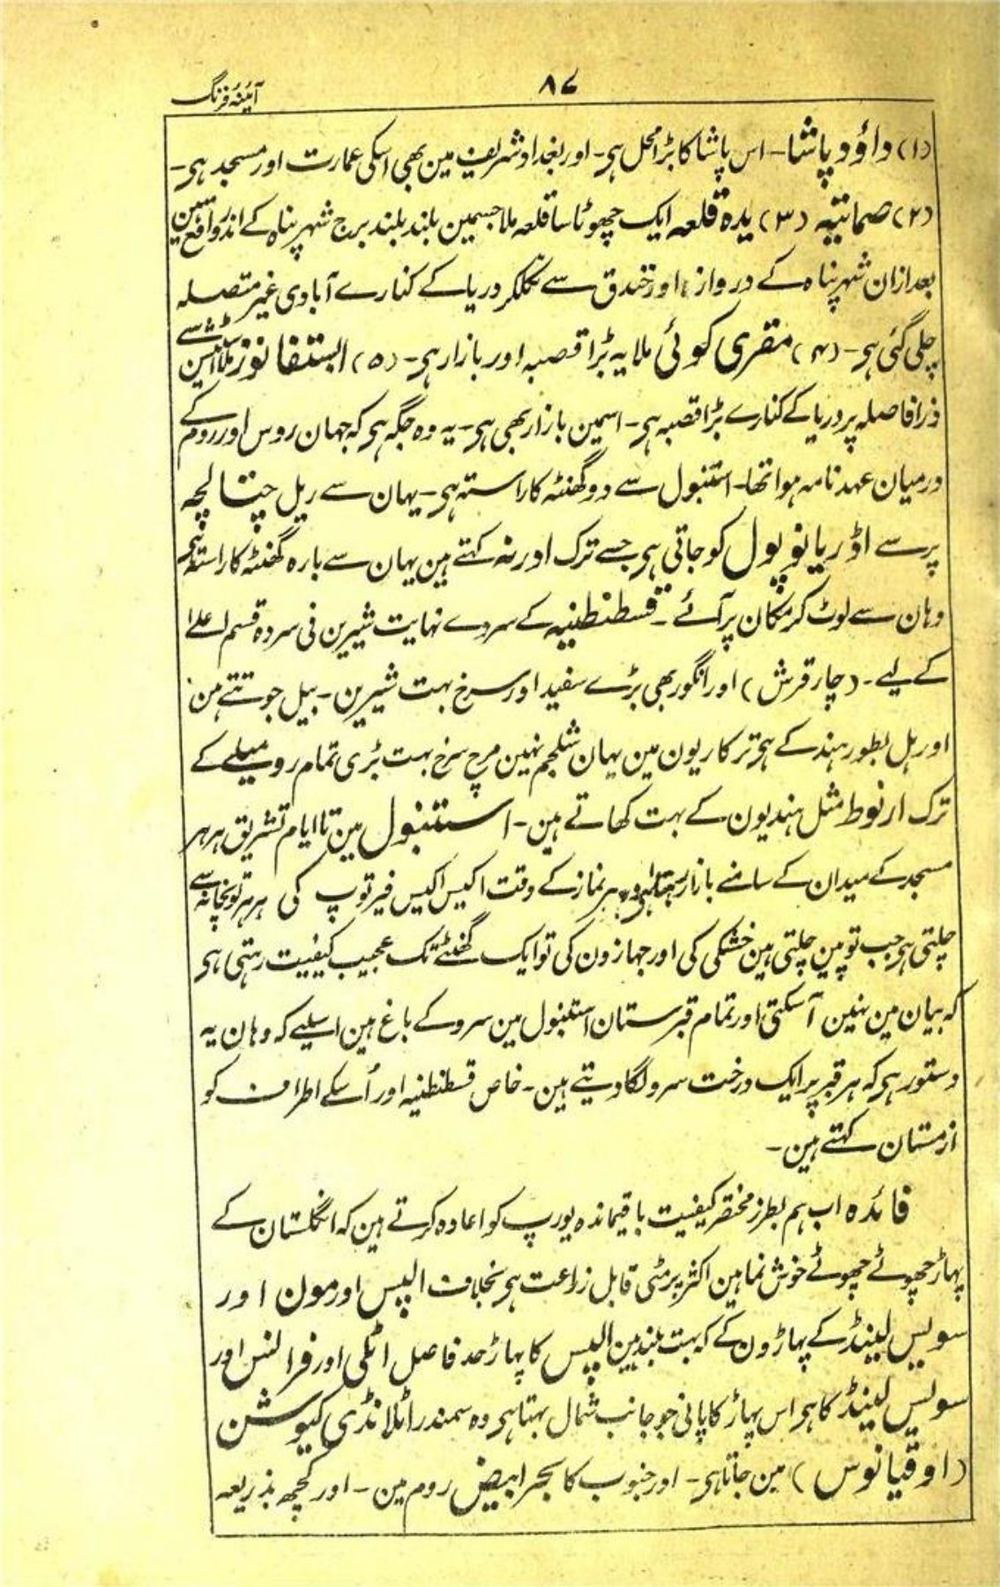 ۸۷
آئینۂ فرنگ
(۱) داؤد پاشا۔ اس پاشا کا بڑا محل ہی۔ اور بغداد شریف مین بھی اسکی عمارت اور مسجد ہی۔
(۲) صماتیہ (۳) یدہ قلعہ ایک چھوٹا سا قلعہ ملا جسمین بلند بلند برج شہر پناہ کے اندر واقع ہین
بعد ازان شہر پناہ کے دروازہ اور خندق سے نکلکر دریا کے کنارے آبادی غیر متصلہ
چلی گئی ہی۔ (۴) مقری کوئی ملا یہ بڑا قصبہ اور بازار ہی۔ (۵) الستفانوز ملا اسٹیشن سے
ذرا فاصلہ پر دریا کے کنارے بڑا قصبہ ہی۔ اسمین بازار بھی ہی۔ یہ وہ جگہ ہی کہ جہان روس اور روم کے
درمیان عہد نامہ ہوا تھا۔ استنبول سے دو گھنٹہ کا راستہ ہی۔ یہان سے ریل چتالچہ
پر سے اڈریانوپول کو جاتی ہی جسے ترک ادرنہ کہتے ہین یہان سے بارہ گھنٹہ کا راستہ ہی
وہان سے لوٹ کر مکان پر آئے۔ قسطنطنیہ کے سردے نہایت شیرین فی سردہ قسم اعلےٰ
کے لیے۔ (چار قرش) اور انگور بھی بڑے سفید اور سرخ بہت شیرین۔ بیل جوتتے ہین
اور ہل بطور ہند کے ہی ترکاریون مین یہان شلجم نہین مرچ سرخ بہت بڑی تمام رومیلی کے
ترک ارنوط مثل ہندیون کے بہت کھاتے ہین۔ استنبول مین تا ایام تشریق ہر ہر
مسجد کے میدان کے سامنے بازار رہتا ہی ہر نماز کے وقت اکیس اکیس فیر توپ کی ہر ہر توپخانہ سے
چلتی ہی جب توپین چلتی ہین خشکی کی اور جہازون کی تو ایک گھنٹے تک عجیب کیفیت رہتی ہی
کہ بیان مین نہین آسکتی اور تمام قبرستان استنبول مین سرو کے باغ ہین اسلیے کہ وہان یہ
دستور ہی کہ ہر قبر پر ایک درخت سرو لگا دیتے ہین۔ خاص قسطنطنیہ اور اُسکے اطراف کو
ازمتان کہتے ہین۔
فائدہ اب ہم بطرز مختصر کیفیت باقیماندہ یورپ کو اعادہ کرتے ہین کہ انگلستان کے
پہاڑ چھوٹے چھوٹے خوش نما ہین اکثر پر مٹی قابل زراعت ہی بخلاف الپس اور مون اور
سویس لینڈ کے پہاڑون کے کہ بہت بلند ہین الپس کا پہاڑ حد فاصل اٹلی اور فرانس اور
سویس لینڈ کا ہی اس پہاڑ کا پانی جو جانب شمال بہتا ہی وہ سمندر اٹلانڈی کیوشن
(اوقیانوس) مین جاتا ہی۔ اور جنوب کا بحر ابیض روم مین۔ اور کچھ بذریعہ